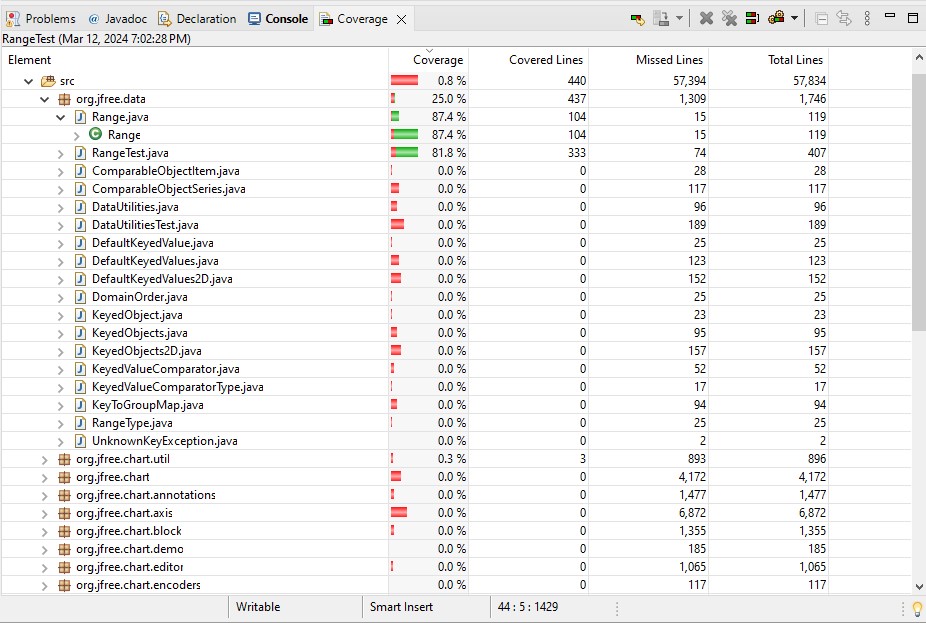 Problems @ Javadoc Declaration Console Coverage
RangeTest (Mar 12, 2024 7:02:28 PM)
Element Coverage Covered Lines Missed Lines Total Lines
src 0.8 % 440 57,394 57,834
org.jfree.data 25.0 % 437 1,309 1,746
Range.java 87.4 % 104 15 119
Range 87.4 % 104 15 119
RangeTest.java 81.8 % 333 74 407
ComparableObjectItem.java 0.0 % 0 28 28
ComparableObjectSeries.java 0.0 % 0 117 117
DataUtilities.java 0.0 % 0 96 96
DataUtilitiesTest.java 0.0 % 0 189 189
DefaultKeyedValue.java 0.0 % 0 25 25
DefaultKeyedValues.java 0.0 % 0 123 123
DefaultKeyedValues2D.java 0.0 % 0 152 152
DomainOrder.java 0.0 % 0 25 25
KeyedObject.java 0.0 % 0 23 23
KeyedObjects.java 0.0 % 0 95 95
KeyedObjects2D.java 0.0 % 0 157 157
KeyedValueComparator.java 0.0 % 0 52 52
KeyedValueComparatorType.java 0.0 % 0 17 17
KeyToGroupMap.java 0.0 % 0 94 94
RangeType.java 0.0 % 0 25 25
UnknownKeyException.java 0.0 % 0 2 2
org.jfree.chart.util 0.3 % 3 893 896
org.jfree.chart 0.0 % 0 4,172 4,172
org.jfree.chart.annotations 0.0 % 0 1,477 1,477
org.jfree.chart.axis 0.0 % 0 6,872 6,872
org.jfree.chart.block 0.0 % 0 1,355 1,355
org.jfree.chart.demo 0.0 % 0 185 185
org.jfree.chart.editor 0.0 % 0 1,065 1,065
org.jfree.chart.encoders 0.0 % 0 117 117
Writable Smart Insert 44 : 5 : 1429